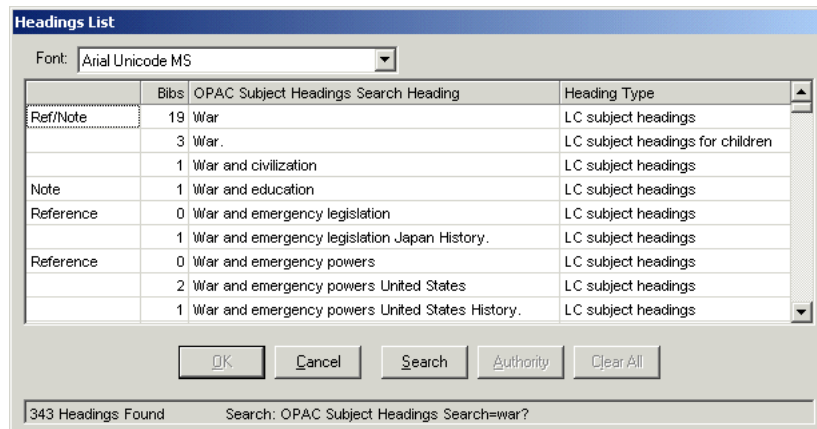 Headings List
Font: Arial Unicode MS
Bibs OPAC Subject Headings Search Heading Heading Type
Ref/Note 19 War LC subject headings
3 War. LC subject headings for children
1 War and civilization LC subject headings
Note 1 War and education LC subject headings
Reference 0 War and emergency legislation LC subject headings
1 War and emergency legislation Japan History. LC subject headings
Reference 0 War and emergency powers LC subject headings
2 War and emergency powers United States LC subject headings
1 War and emergency powers United States History. LC subject headings
OK Cancel Search Authority Clear All
343 Headings Found Search: OPAC Subject Headings Search=war?